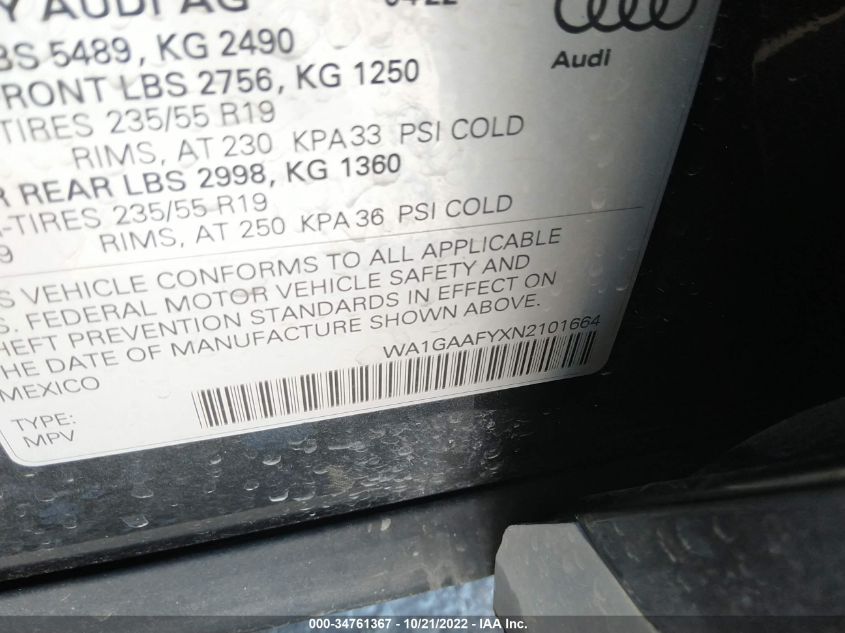 Y AUDI AG
BS 5489, KG 2490
Audi
RONT LBS 2756, KG 1250
-TIRES 235/55 R19
RIMS, AT 230 KPA 33 PSI COLD
R REAR LBS 2998, KG 1360
-TIRES 235/55 R19
9 RIMS, AT 250 KPA 36 PSI COLD
S VEHICLE CONFORMS TO ALL APPLICABLE
S. FEDERAL MOTOR VEHICLE SAFETY AND
HEFT PREVENTION STANDARDS IN EFFECT ON
HE DATE OF MANUFACTURE SHOWN ABOVE.
MEXICO
WA1GAAFYXN2101664
TYPE:
MPV
000-34761367 - 10/21/2022 - IAA Inc.